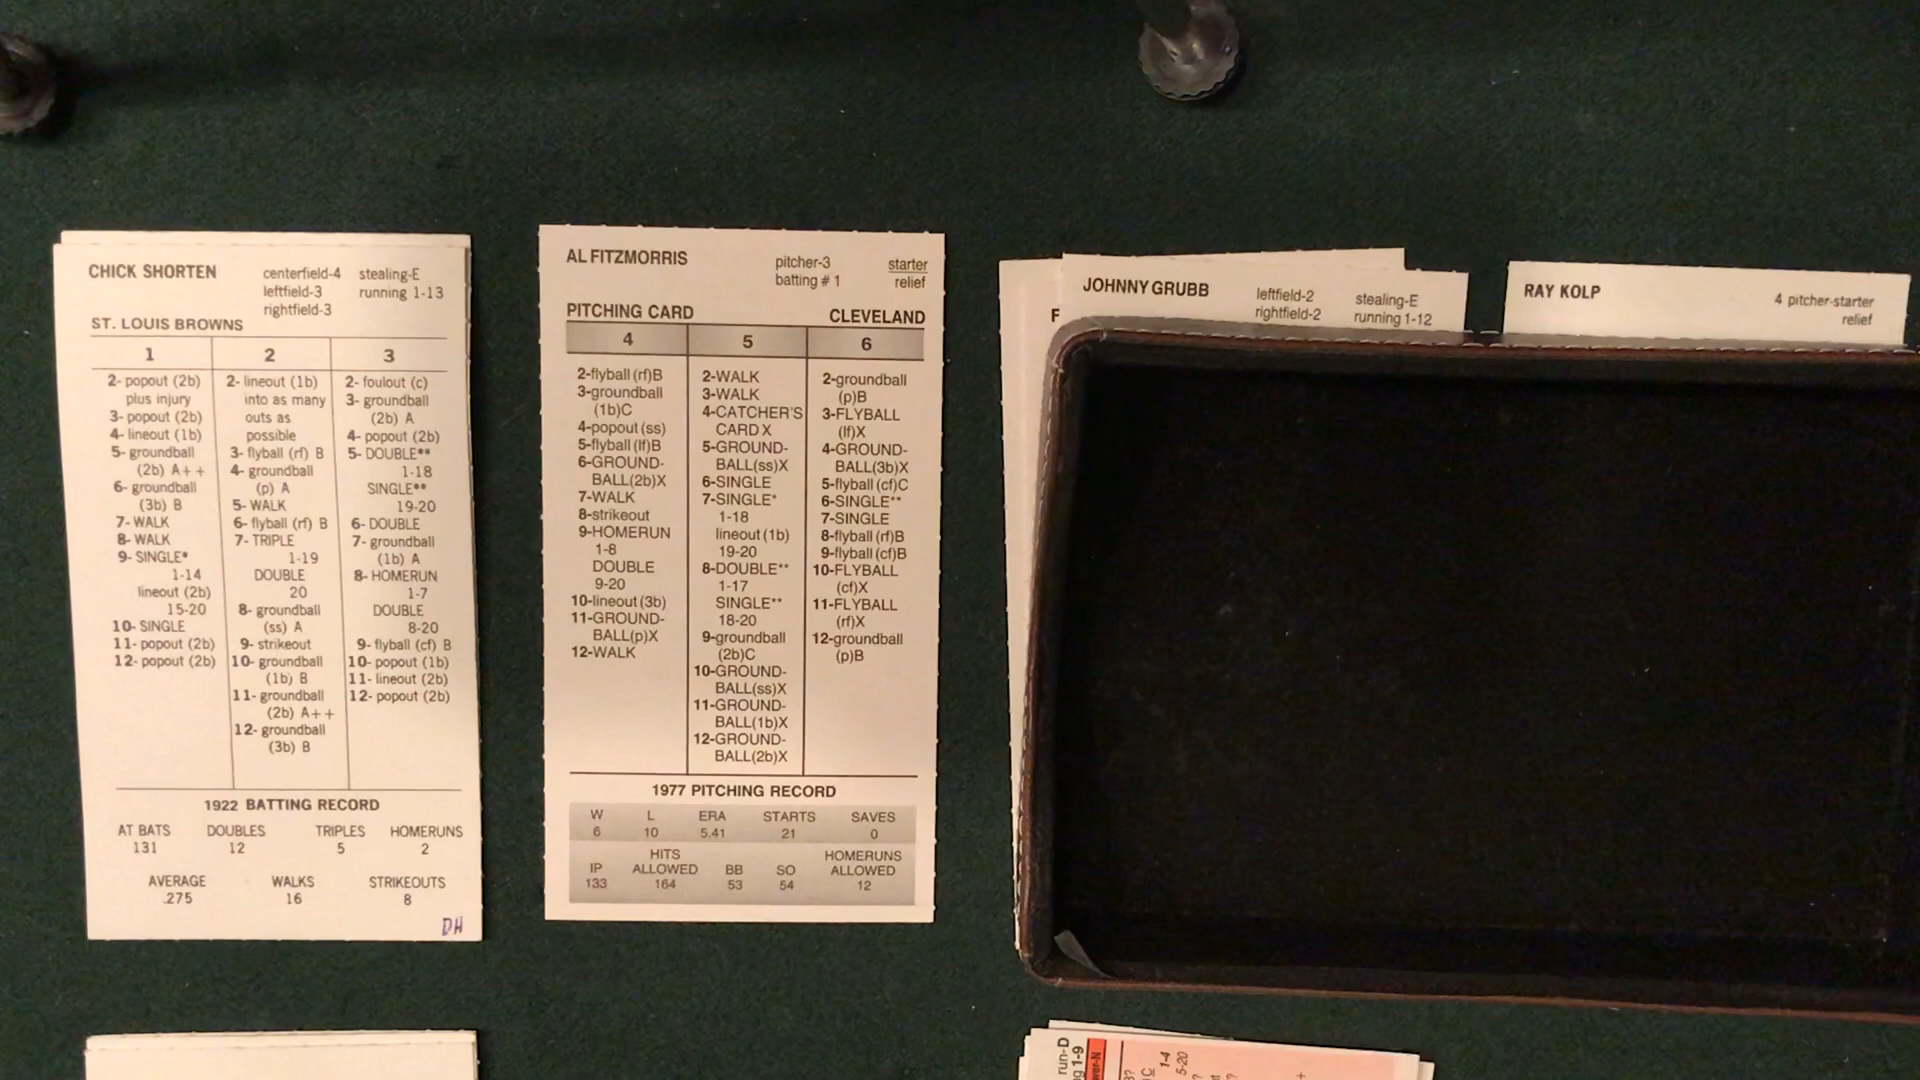 CHICK SHORTEN
centerfield-4 stealing-E
leftfield-3 running 1-13
rightfield-3
ST. LOUIS BROWNS
1 2 3
2- popout (2b)
plus injury
3- popout (2b)
4- lineout (1b)
5- groundball
(2b) A++
6- groundball
(3b) B
7- WALK
8- WALK
9- SINGLE*
1-14
lineout (2b)
15-20
10- SINGLE
11- popout (2b)
12- popout (2b)
2- lineout (1b)
into as many
outs as
possible
3- flyball (rf) B
4- groundball
(p) A
5- WALK
6- flyball (rf) B
7- TRIPLE
1-19
DOUBLE
20
8- groundball
(ss) A
9- strikeout
10- groundball
(1b) B
11- groundball
(2b) A++
12- groundball
(3b) B
2- foulout (c)
3- groundball
(2b) A
4- popout (2b)
5- DOUBLE**
1-18
SINGLE**
19-20
6- DOUBLE
7- groundball
(1b) A
8- HOMERUN
1-7
DOUBLE
8-20
9- flyball (cf) B
10- popout (1b)
11- lineout (2b)
12- popout (2b)
1922 BATTING RECORD
AT BATS DOUBLES TRIPLES HOMERUNS
131 12 5 2
AVERAGE WALKS STRIKEOUTS
.275 16 8
DH
AL FITZMORRIS
pitcher-3 starter
batting # 1 relief
PITCHING CARD CLEVELAND
4 5 6
2-flyball (rf)B
3-groundball
(1b)C
4-popout (ss)
5-flyball (lf)B
6-GROUND-
BALL(2b)X
7-WALK
8-strikeout
9-HOMERUN
1-8
DOUBLE
9-20
10-lineout (3b)
11-GROUND-
BALL(p)X
12-WALK
2-WALK
3-WALK
4-CATCHER'S
CARD X
5-GROUND-
BALL(ss)X
6-SINGLE
7-SINGLE*
1-18
lineout (1b)
19-20
8-DOUBLE**
1-17
SINGLE**
18-20
9-groundball
(2b)C
10-GROUND-
BALL(ss)X
11-GROUND-
BALL(1b)X
12-GROUND-
BALL(2b)X
2-groundball
(p)B
3-FLYBALL
(lf)X
4-GROUND-
BALL(3b)X
5-flyball (cf)C
6-SINGLE**
7-SINGLE
8-flyball (rf)B
9-flyball (cf)B
10-FLYBALL
(cf)X
11-FLYBALL
(rf)X
12-groundball
(p)B
1977 PITCHING RECORD
W L ERA STARTS SAVES
6 10 5.41 21 0
IP HITS ALLOWED BB SO HOMERUNS ALLOWED
133 164 53 54 12
F
JOHNNY GRUBB
leftfield-2 stealing-E
rightfield-2 running 1-12
RAY KOLP
4 pitcher-starter
relief
run-D
1-9
1-4
5-20